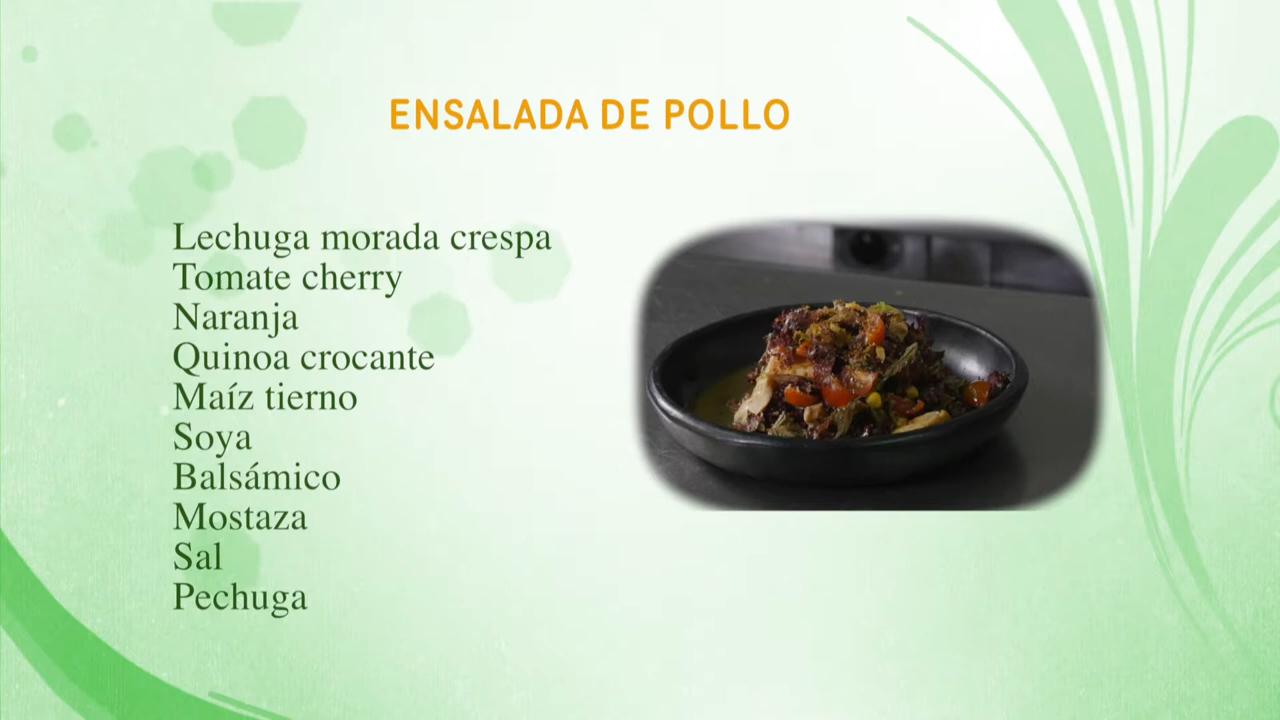 ENSALADA DE POLLO
Lechuga morada crespa
Tomate cherry
Naranja
Quinoa crocante
Maíz tierno
Soya
Balsámico
Mostaza
Sal
Pechuga